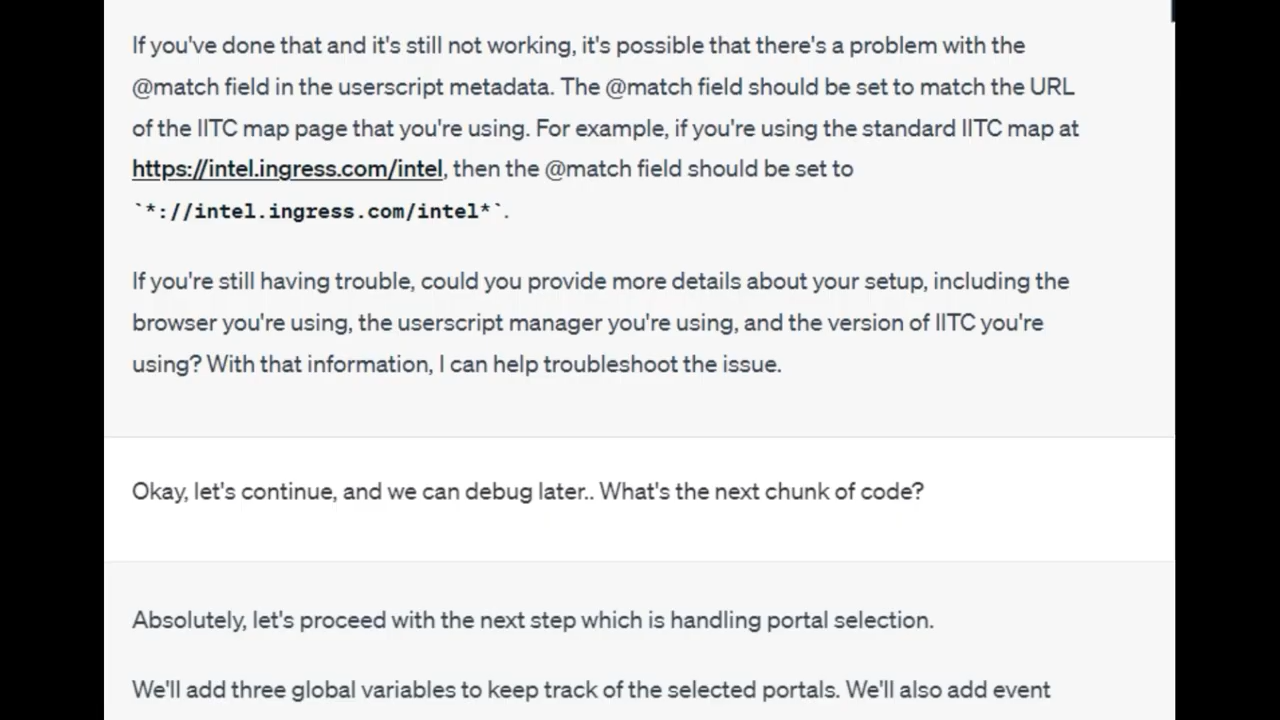 If you've done that and it's still not working, it's possible that there's a problem with the
@match field in the userscript metadata. The @match field should be set to match the URL
of the IITC map page that you're using. For example, if you're using the standard IITC map at
https://intel.ingress.com/intel, then the @match field should be set to
`*://intel.ingress.com/intel*`.
If you're still having trouble, could you provide more details about your setup, including the
browser you're using, the userscript manager you're using, and the version of IITC you're
using? With that information, I can help troubleshoot the issue.
Okay, let's continue, and we can debug later.. What's the next chunk of code?
Absolutely, let's proceed with the next step which is handling portal selection.
We'll add three global variables to keep track of the selected portals. We'll also add event